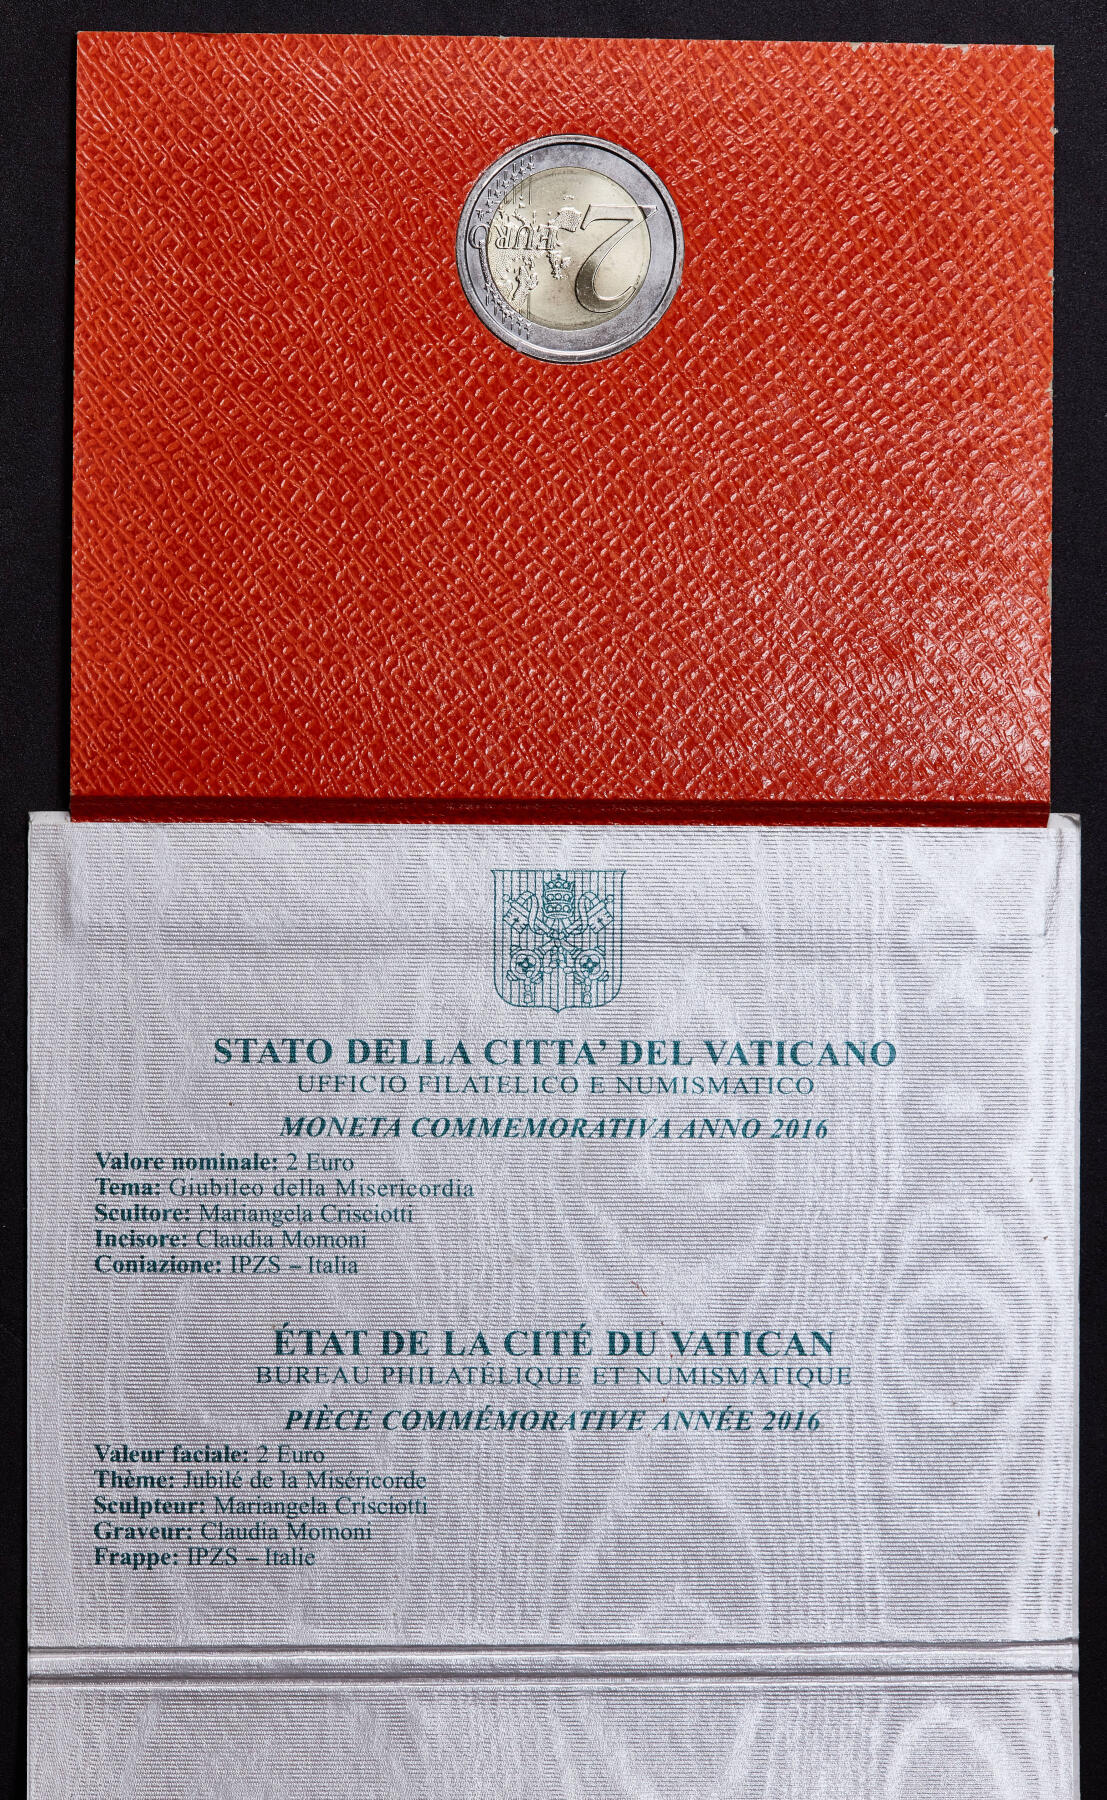 2 EURO
STATO DELLA CITTA' DEL VATICANO
UFFICIO FILATELICO E NUMISMATICO
MONETA COMMEMORATIVA ANNO 2016
Valore nominale: 2 Euro
Tema: Giubileo della Misericordia
Scultore: Mariangela Crisciotti
Incisore: Claudia Momoni
Coniazione: IPZS – Italia
ÉTAT DE LA CITÉ DU VATICAN
BUREAU PHILATÉLIQUE ET NUMISMATIQUE
PIÈCE COMMÉMORATIVE ANNÉE 2016
Valeur faciale: 2 Euro
Thème: Jubilé de la Miséricorde
Sculpteur: Mariangela Crisciotti
Graveur: Claudia Momoni
Frappe: IPZS – Italie